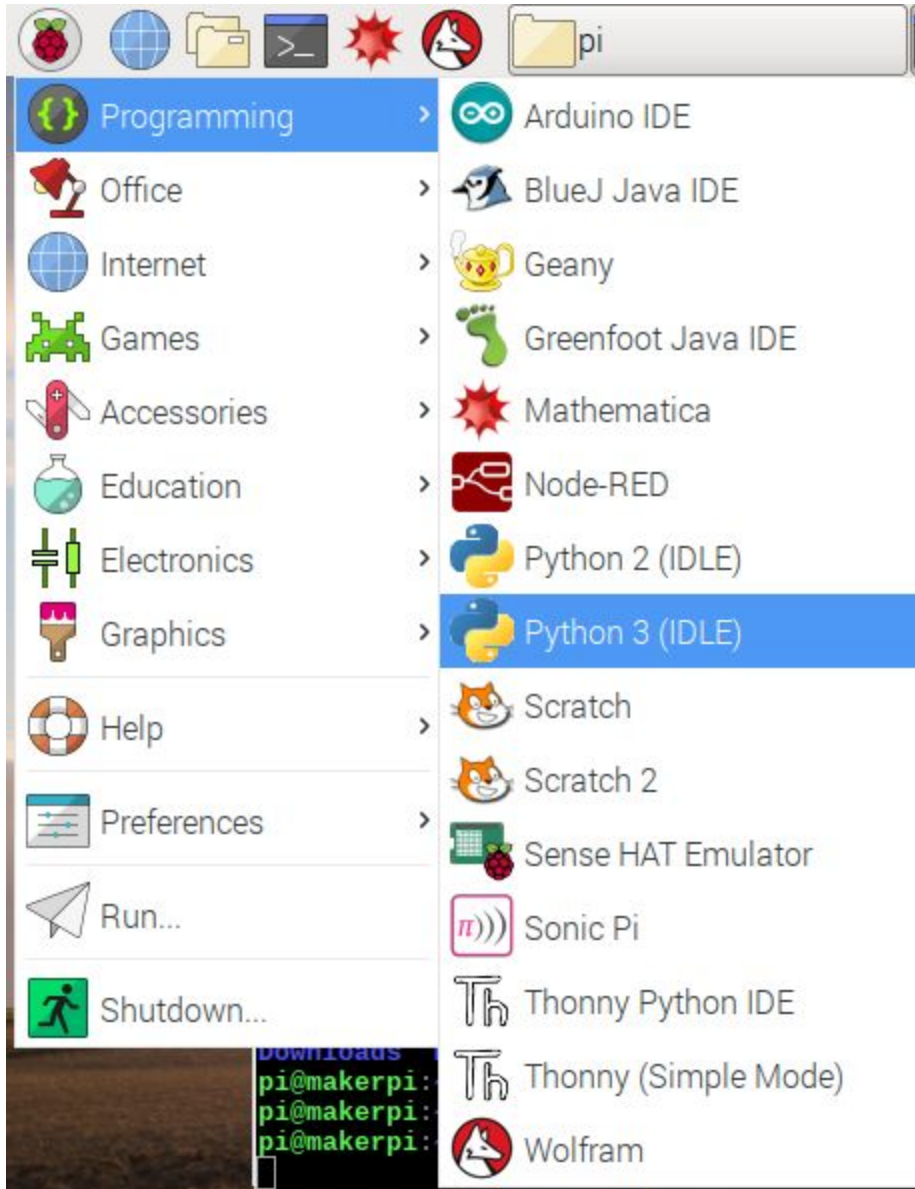 pi
Programming
Office
Internet
Games
Accessories
Education
Electronics
Graphics
Help
Preferences
Run...
Shutdown...
Arduino IDE
BlueJ Java IDE
Geany
Greenfoot Java IDE
Mathematica
Node-RED
Python 2 (IDLE)
Python 3 (IDLE)
Scratch
Scratch 2
Sense HAT Emulator
Sonic Pi
Thonny Python IDE
Thonny (Simple Mode)
Wolfram
Downloads
pi@makerpi:
pi@makerpi:
pi@makerpi: